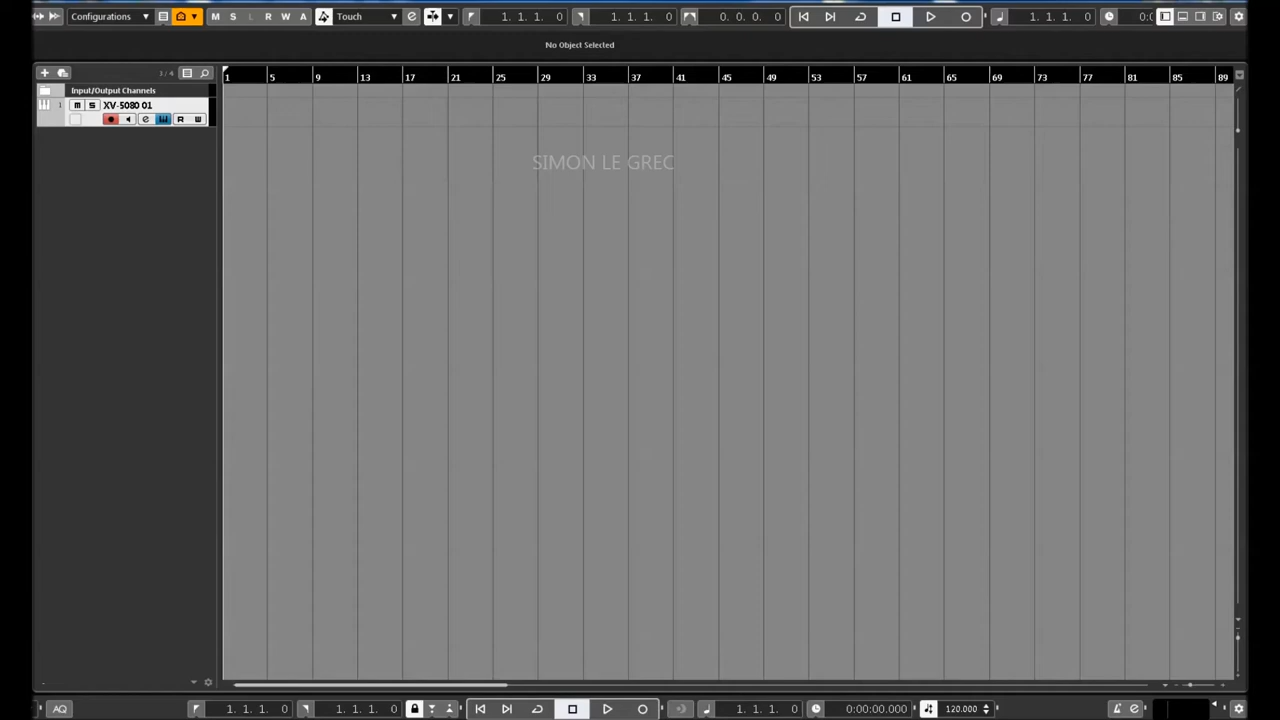 Configurations M S L R W A Touch 1. 1. 1. 0 1. 1. 1. 0 0. 0. 0. 0 1. 1. 1. 0
No Object Selected
3 / 4 1 5 9 13 17 21 25 29 33 37 41 45 49 53 57 61 65 69 73 77 81 85 89
Input/Output Channels
1 m S XV-5080 01
e R W
SIMON LE GREC
AQ 1. 1. 1. 0 1. 1. 1. 0 1. 1. 1. 0 0:00:00.000 120.000